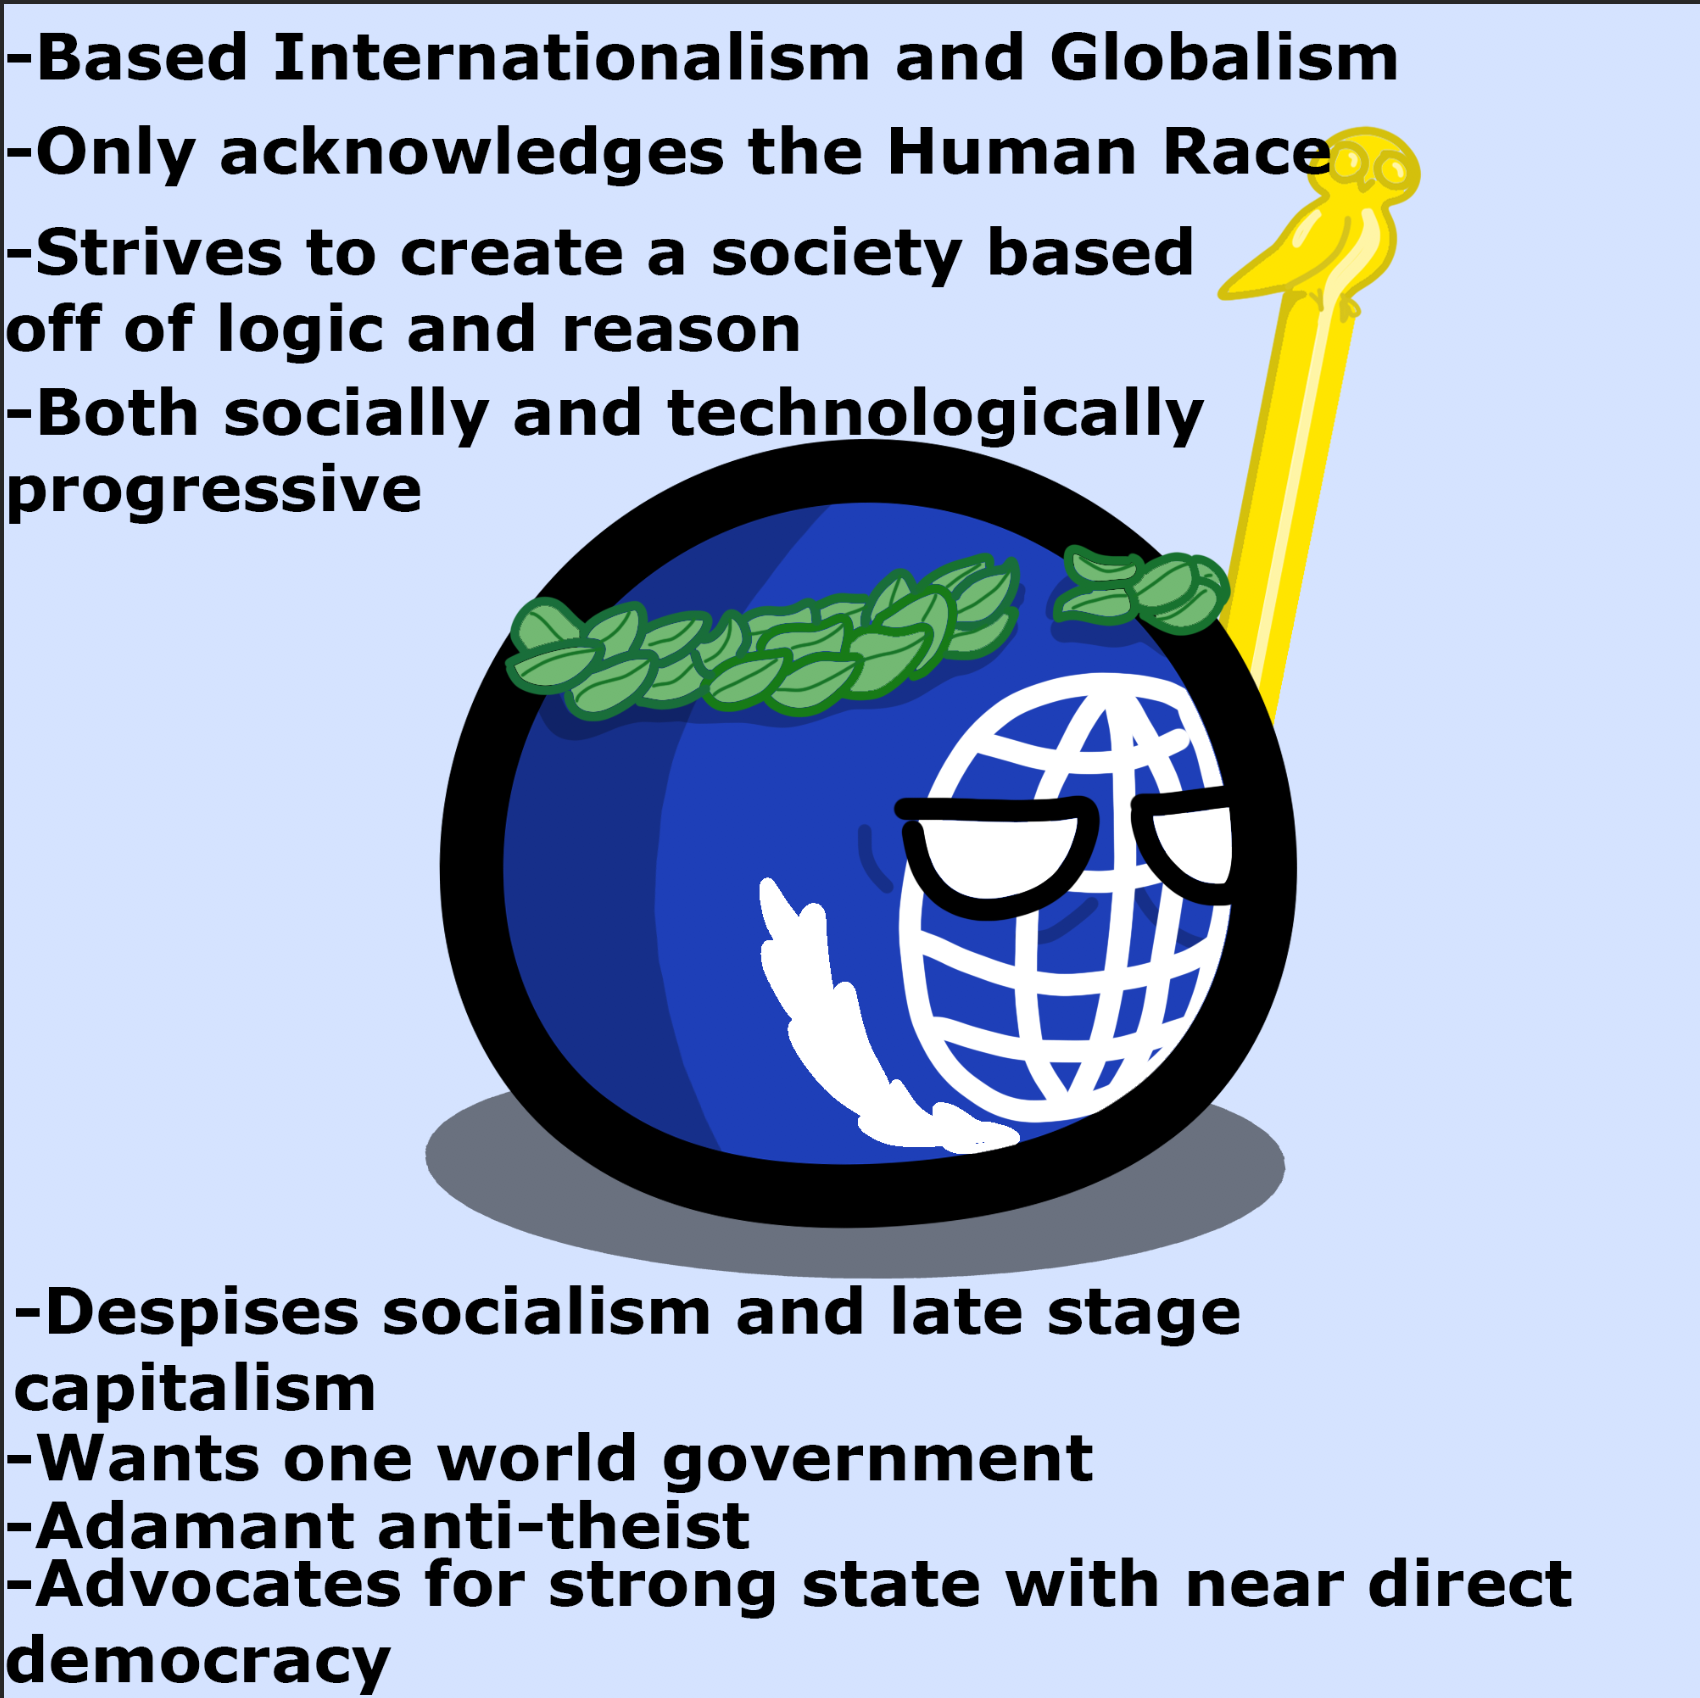 -Based Internationalism and Globalism
-Only acknowledges the Human Race
-Strives to create a society based
off of logic and reason
-Both socially and technologically
progressive
-Despises socialism and late stage
capitalism
-Wants one world government
-Adamant anti-theist
-Advocates for strong state with near direct
democracy